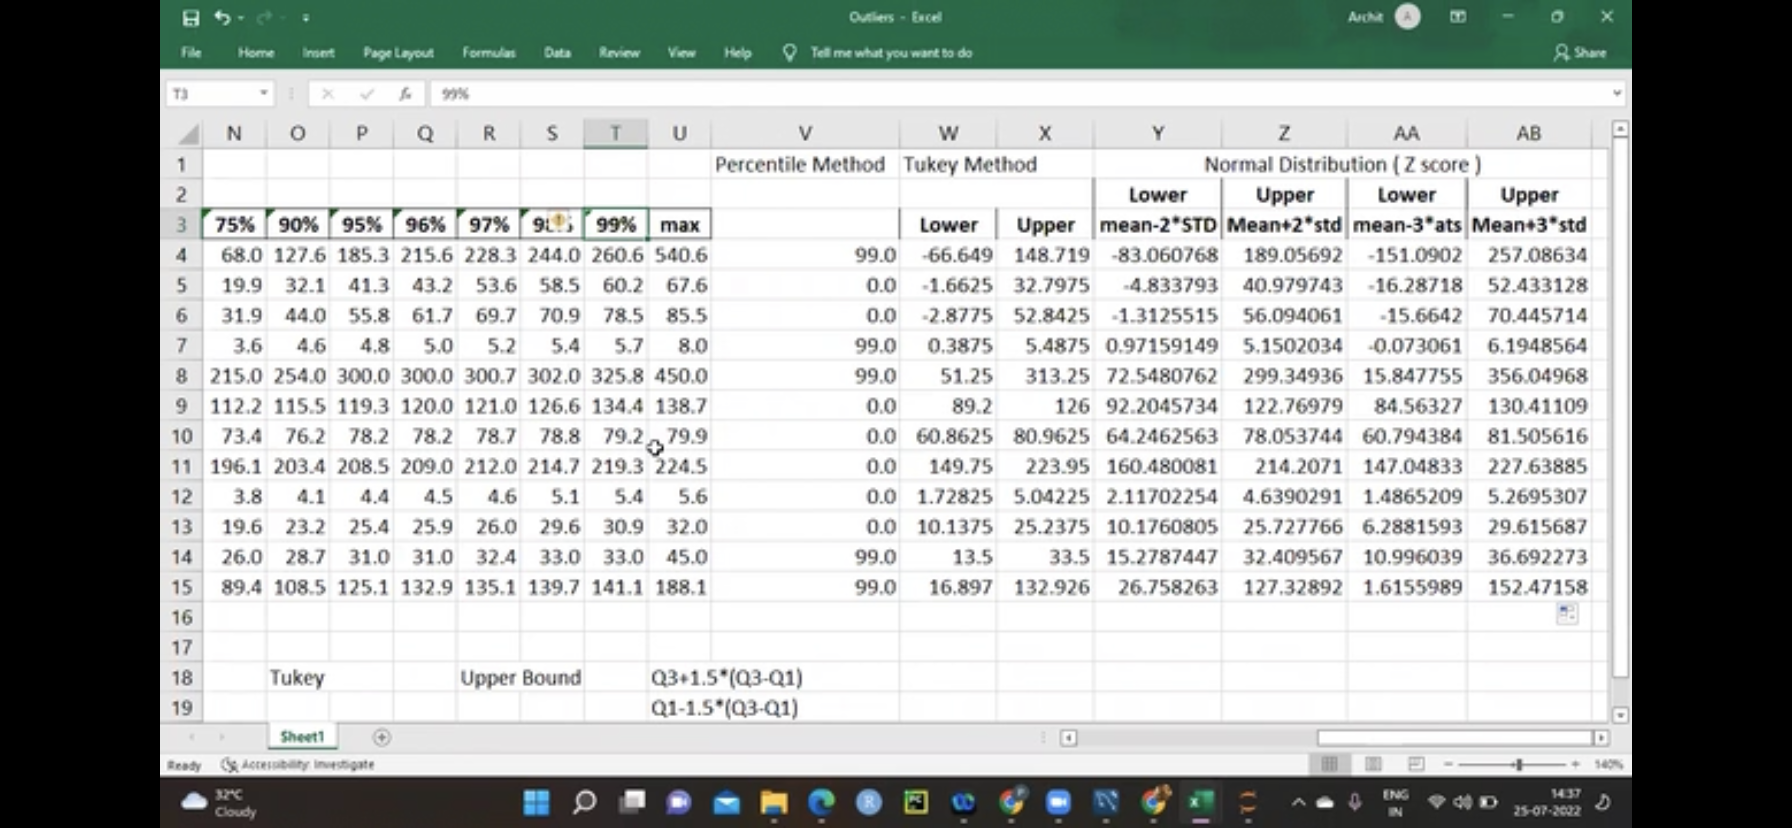 Outliers - Excel
Archit A
File Home Insert Page Layout Formulas Data Review View Help Tell me what you want to do Share
T3 fx 99%
N O P Q R S T U V W X Y Z AA AB
1 Percentile Method Tukey Method Normal Distribution ( Z score )
2 Lower Upper Lower Upper
3 75% 90% 95% 96% 97% 99% max Lower Upper mean-2*STD Mean+2*std mean-3*ats Mean+3*std
4 68.0 127.6 185.3 215.6 228.3 244.0 260.6 540.6 99.0 -66.649 148.719 -83.060768 189.05692 -151.0902 257.08634
5 19.9 32.1 41.3 43.2 53.6 58.5 60.2 67.6 0.0 -1.6625 32.7975 -4.833793 40.979743 -16.28718 52.433128
6 31.9 44.0 55.8 61.7 69.7 70.9 78.5 85.5 0.0 -2.8775 52.8425 -1.3125515 56.094061 -15.6642 70.445714
7 3.6 4.6 4.8 5.0 5.2 5.4 5.7 8.0 99.0 0.3875 5.4875 0.97159149 5.1502034 -0.073061 6.1948564
8 215.0 254.0 300.0 300.0 300.7 302.0 325.8 450.0 99.0 51.25 313.25 72.5480762 299.34936 15.847755 356.04968
9 112.2 115.5 119.3 120.0 121.0 126.6 134.4 138.7 0.0 89.2 126 92.2045734 122.76979 84.56327 130.41109
10 73.4 76.2 78.2 78.2 78.7 78.8 79.2 79.9 0.0 60.8625 80.9625 64.2462563 78.053744 60.794384 81.505616
11 196.1 203.4 208.5 209.0 212.0 214.7 219.3 224.5 0.0 149.75 223.95 160.480081 214.2071 147.04833 227.63885
12 3.8 4.1 4.4 4.5 4.6 5.1 5.4 5.6 0.0 1.72825 5.04225 2.11702254 4.6390291 1.4865209 5.2695307
13 19.6 23.2 25.4 25.9 26.0 29.6 30.9 32.0 0.0 10.1375 25.2375 10.1760805 25.727766 6.2881593 29.615687
14 26.0 28.7 31.0 31.0 32.4 33.0 33.0 45.0 99.0 13.5 33.5 15.2787447 32.409567 10.996039 36.692273
15 89.4 108.5 125.1 132.9 135.1 139.7 141.1 188.1 99.0 16.897 132.926 26.758263 127.32892 1.6155989 152.47158
16
17
18 Tukey Upper Bound Q3+1.5*(Q3-Q1)
19 Q1-1.5*(Q3-Q1)
Sheet1
Ready Accessibility: Investigate 140%
32°C ENG 14:37
Cloudy IN 25-07-2022